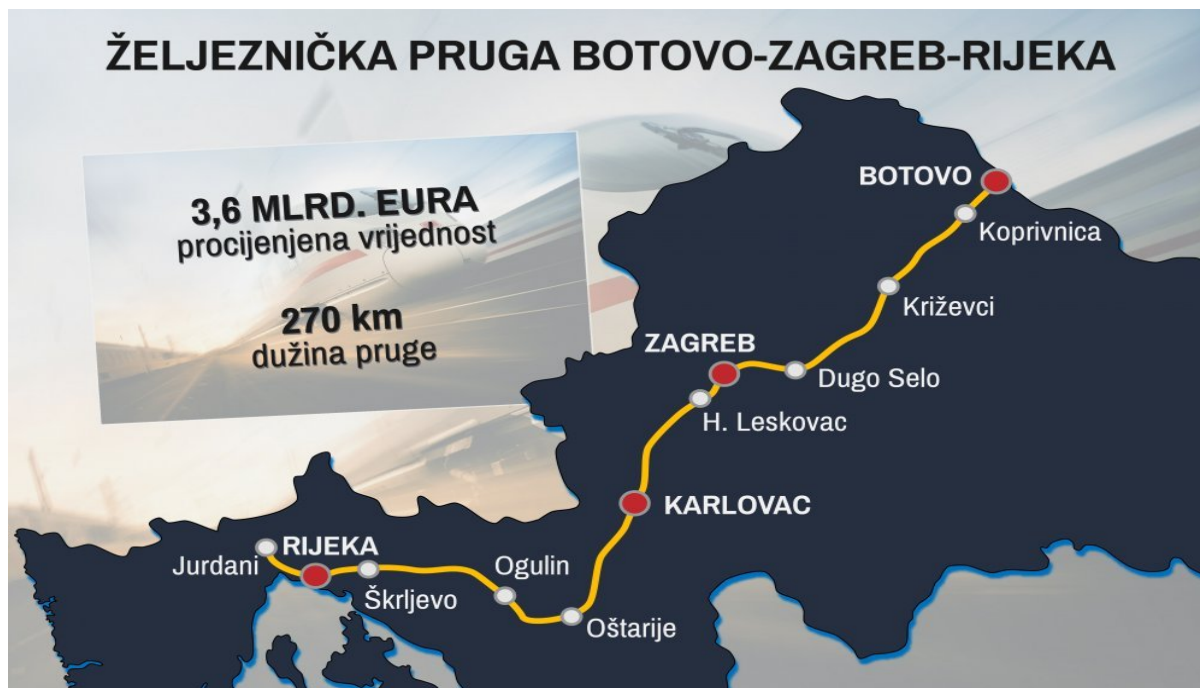 ŽELJEZNIČKA PRUGA BOTOVO-ZAGREB-RIJEKA
3,6 MLRD. EURA
procijenjena vrijednost
270 km
dužina pruge
BOTOVO
Koprivnica
Križevci
ZAGREB
Dugo Selo
H. Leskovac
KARLOVAC
RIJEKA
Jurdani
Ogulin
Škrljevo
Oštarije